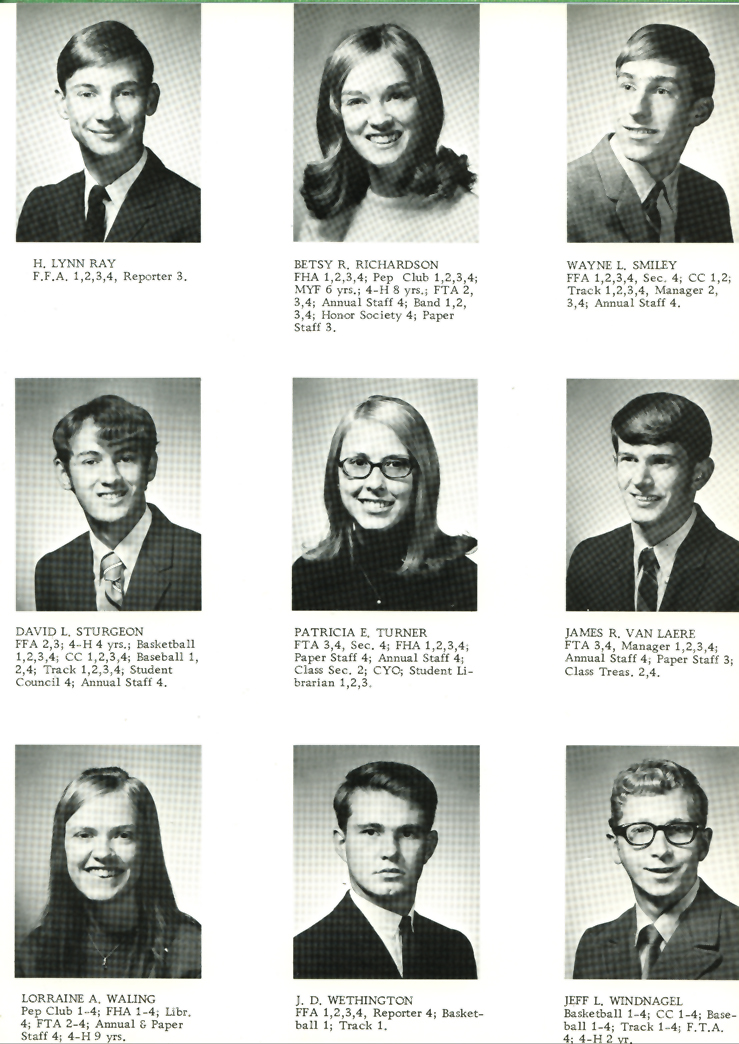 H. LYNN RAY
F.F.A. 1,2,3,4, Reporter 3.
BETSY R. RICHARDSON
FHA 1,2,3,4; Pep Club 1,2,3,4;
MYF 6 yrs.; 4-H 8 yrs.; FTA 2,
3,4; Annual Staff 4; Band 1,2,
3,4; Honor Society 4; Paper
Staff 3.
WAYNE L. SMILEY
FFA 1,2,3,4, Sec. 4; CC 1,2;
Track 1,2,3,4, Manager 2,
3,4; Annual Staff 4.
DAVID L. STURGEON
FFA 2,3; 4-H 4 yrs.; Basketball
1,2,3,4; CC 1,2,3,4; Baseball 1,
2,4; Track 1,2,3,4; Student
Council 4; Annual Staff 4.
PATRICIA E. TURNER
FTA 3,4, Sec. 4; FHA 1,2,3,4;
Paper Staff 4; Annual Staff 4;
Class Sec. 2; CYO; Student Li-
brarian 1,2,3.
JAMES R. VAN LAERE
FTA 3,4, Manager 1,2,3,4;
Annual Staff 4; Paper Staff 3;
Class Treas. 2,4.
LORRAINE A. WALING
Pep Club 1-4; FHA 1-4; Libr.
4; FTA 2-4; Annual & Paper
Staff 4; 4-H 9 yrs.
J. D. WETHINGTON
FFA 1,2,3,4, Reporter 4; Basket-
ball 1; Track 1.
JEFF L. WINDNAGEL
Basketball 1-4; CC 1-4; Base-
ball 1-4; Track 1-4; F.T.A.
4; 4-H 2 yr.